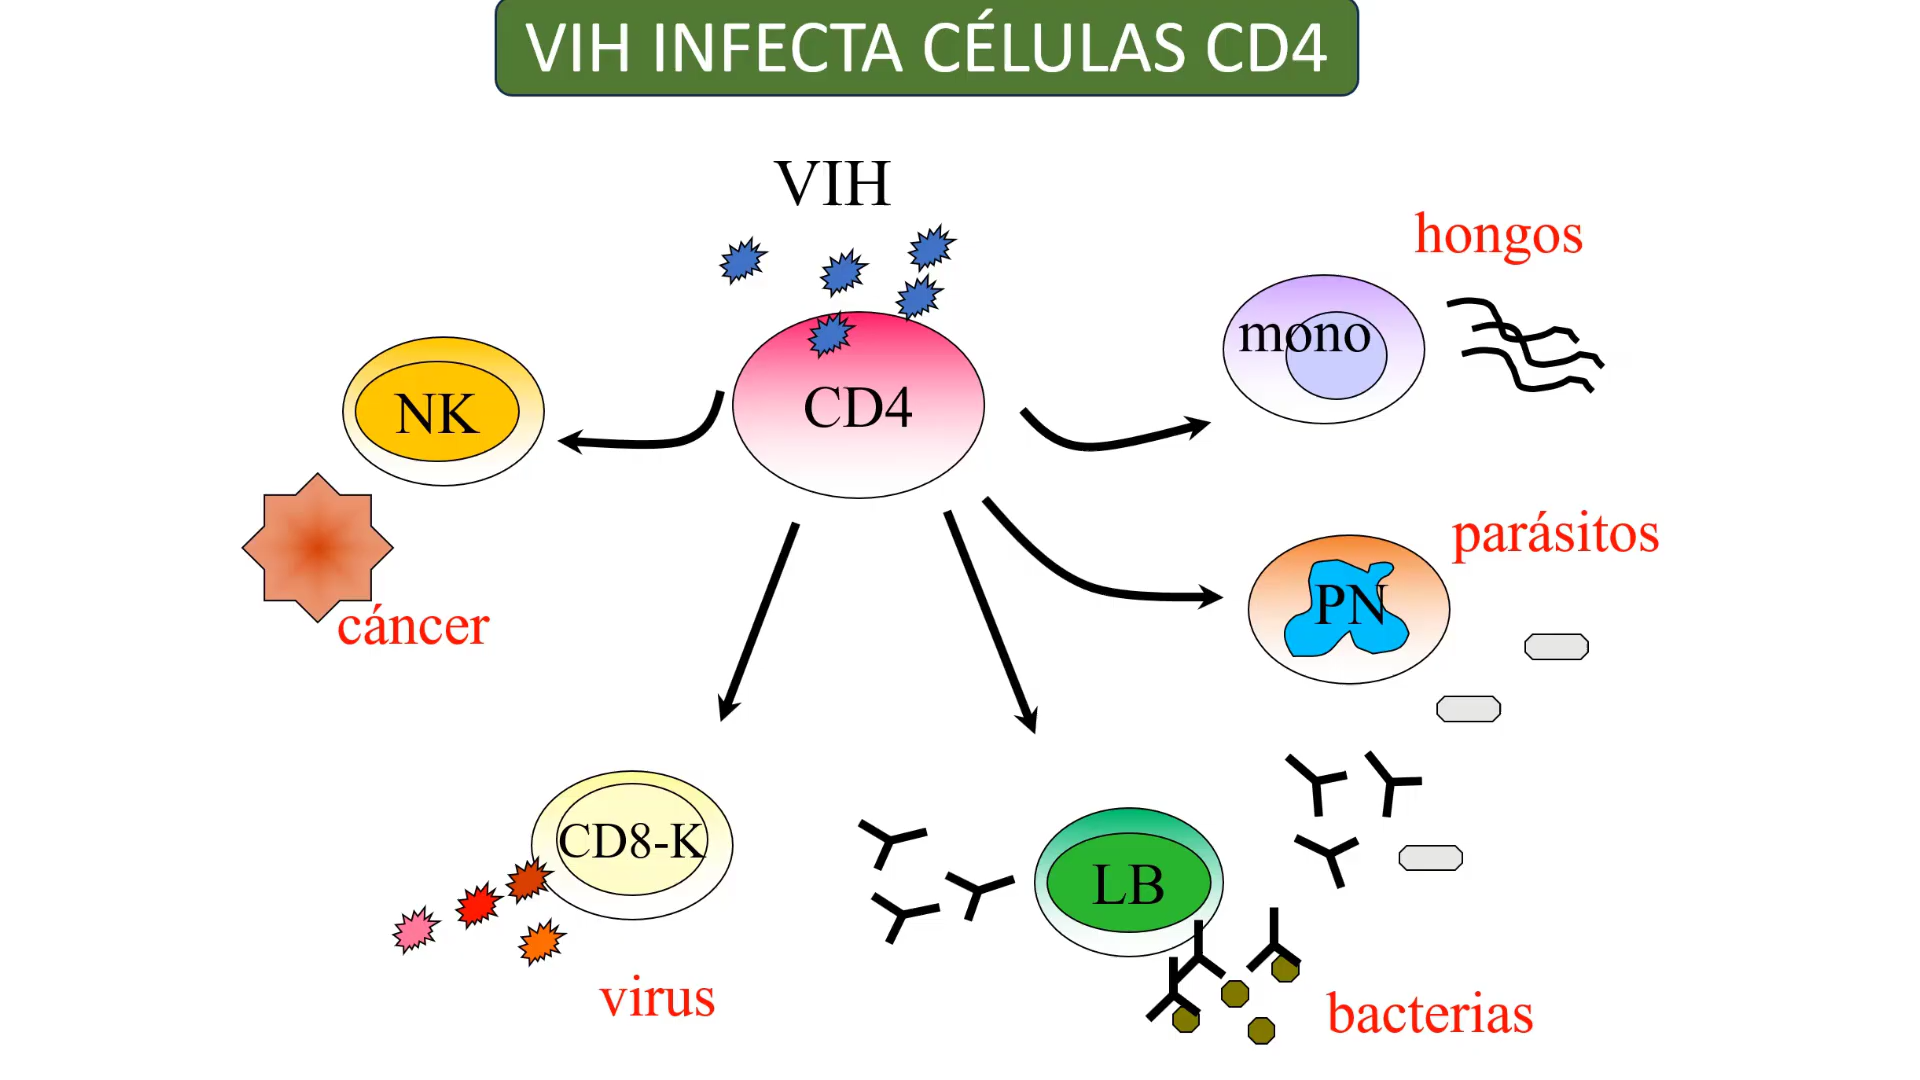 VIH INFECTA CÉLULAS CD4
VIH
hongos
mono
NK
CD4
parásitos
PN
cáncer
CD8-K
LB
virus
bacterias